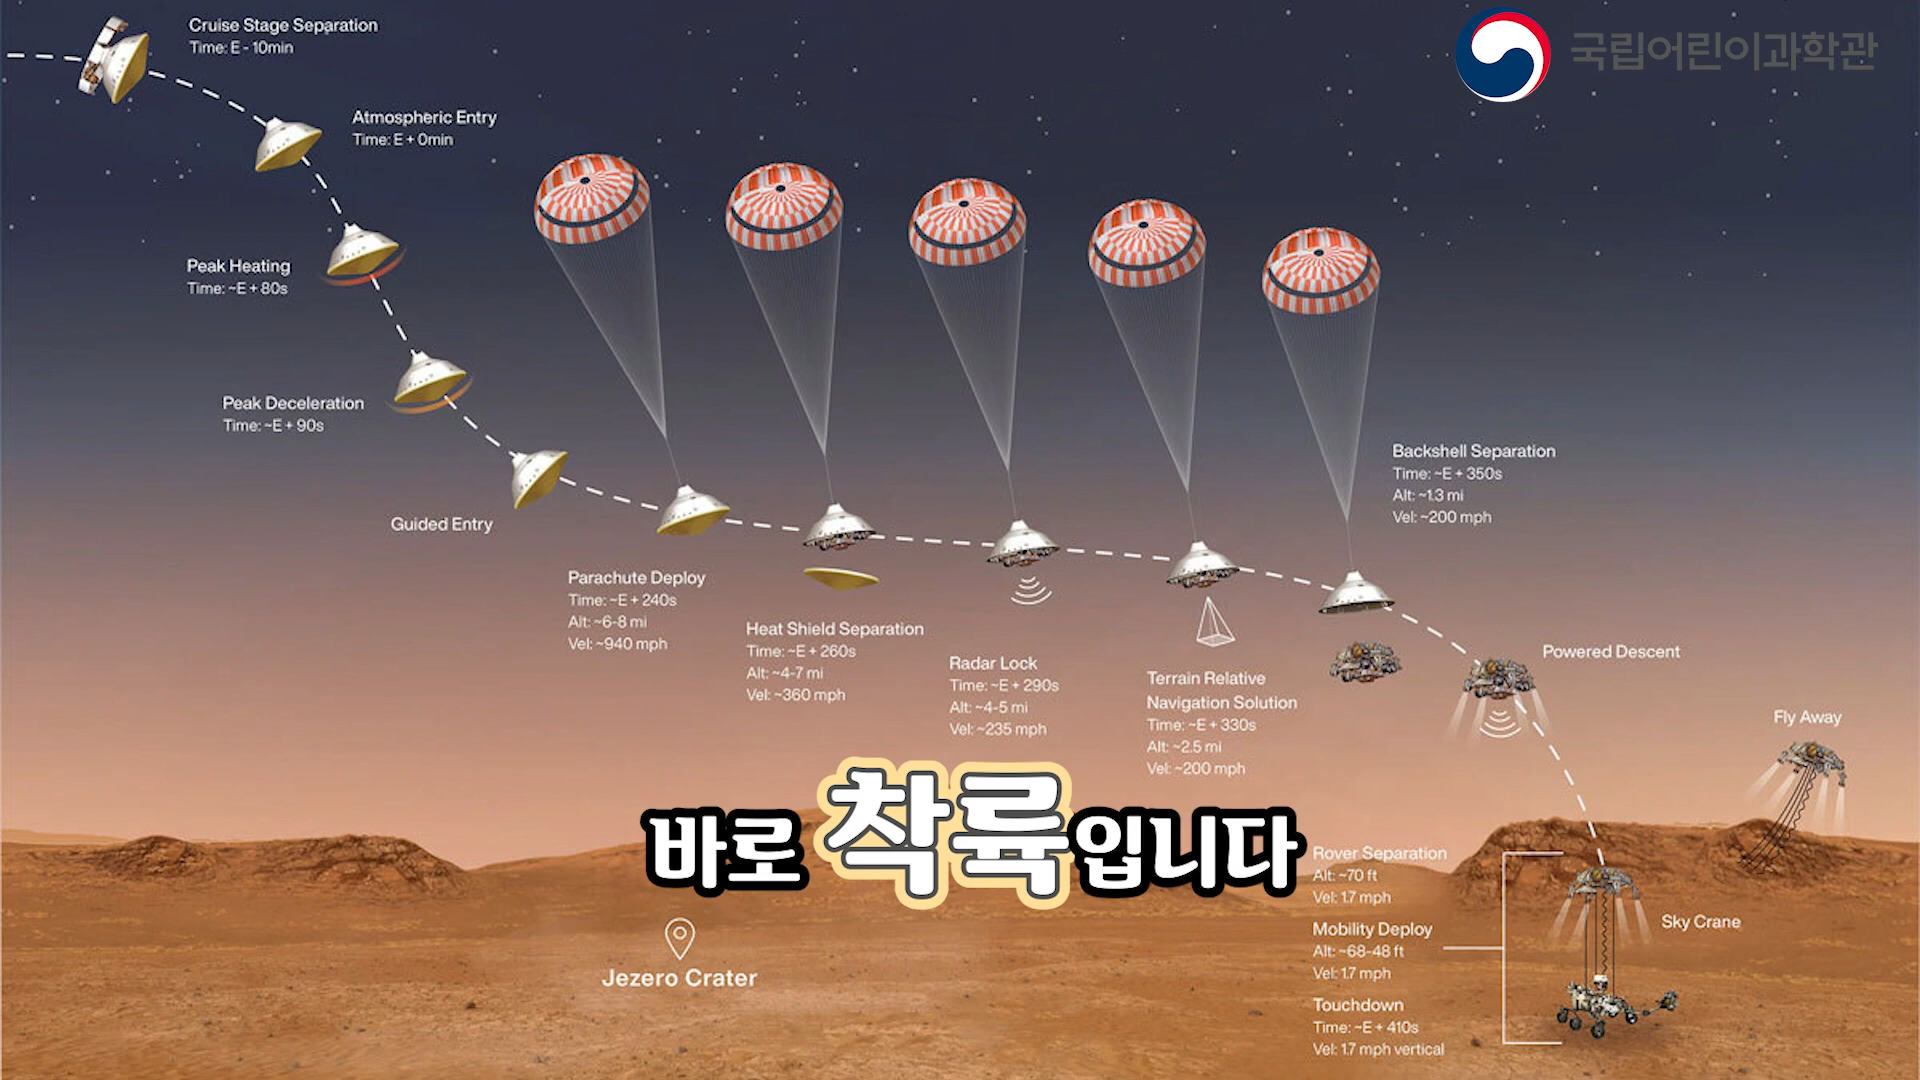 Cruise Stage Separation
Time: E - 10min
국립어린이과학관
Atmospheric Entry
Time: E + 0min
Peak Heating
Time: ~E + 80s
Peak Deceleration
Time: ~E + 90s
Guided Entry
Parachute Deploy
Time: ~E + 240s
Alt: ~6-8 mi
Vel: ~940 mph
Heat Shield Separation
Time: ~E + 260s
Alt: ~4-7 mi
Vel: ~360 mph
Radar Lock
Time: ~E + 290s
Alt: ~4-5 mi
Vel: ~235 mph
Terrain Relative
Navigation Solution
Time: ~E + 330s
Alt: ~2.5 mi
Vel: ~200 mph
Backshell Separation
Time: ~E + 350s
Alt: ~1.3 mi
Vel: ~200 mph
Powered Descent
Fly Away
바로 착륙입니다
Rover Separation
Alt: ~70 ft
Vel: 1.7 mph
Mobility Deploy
Alt: ~68-48 ft
Vel: 1.7 mph
Touchdown
Time: ~E + 410s
Vel: 1.7 mph vertical
Sky Crane
Jezero Crater